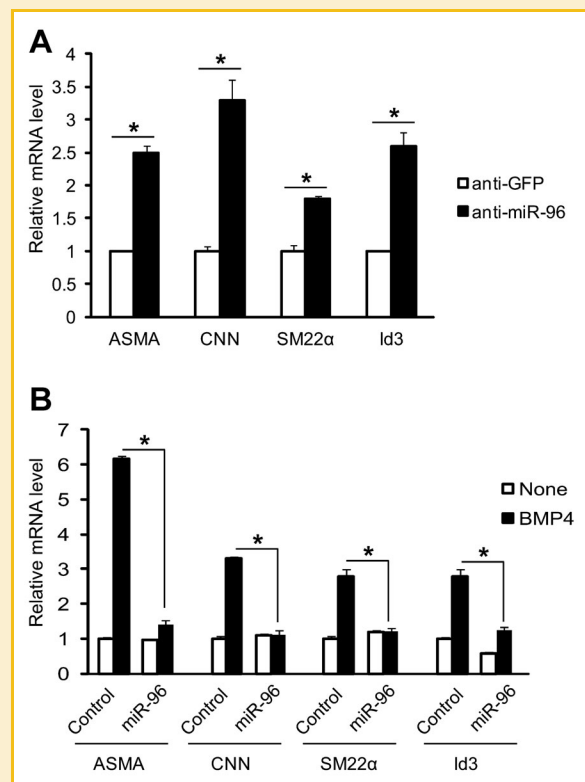 A
Relative mRNA level
4
3.5
3
2.5
2
1.5
1
0.5
0
*
*
*
*
anti-GFP
anti-miR-96
ASMA CNN SM22α Id3
B
Relative mRNA level
7
6
5
4
3
2
1
0
*
*
*
*
None
BMP4
Control miR-96 Control miR-96 Control miR-96 Control miR-96
ASMA CNN SM22α Id3